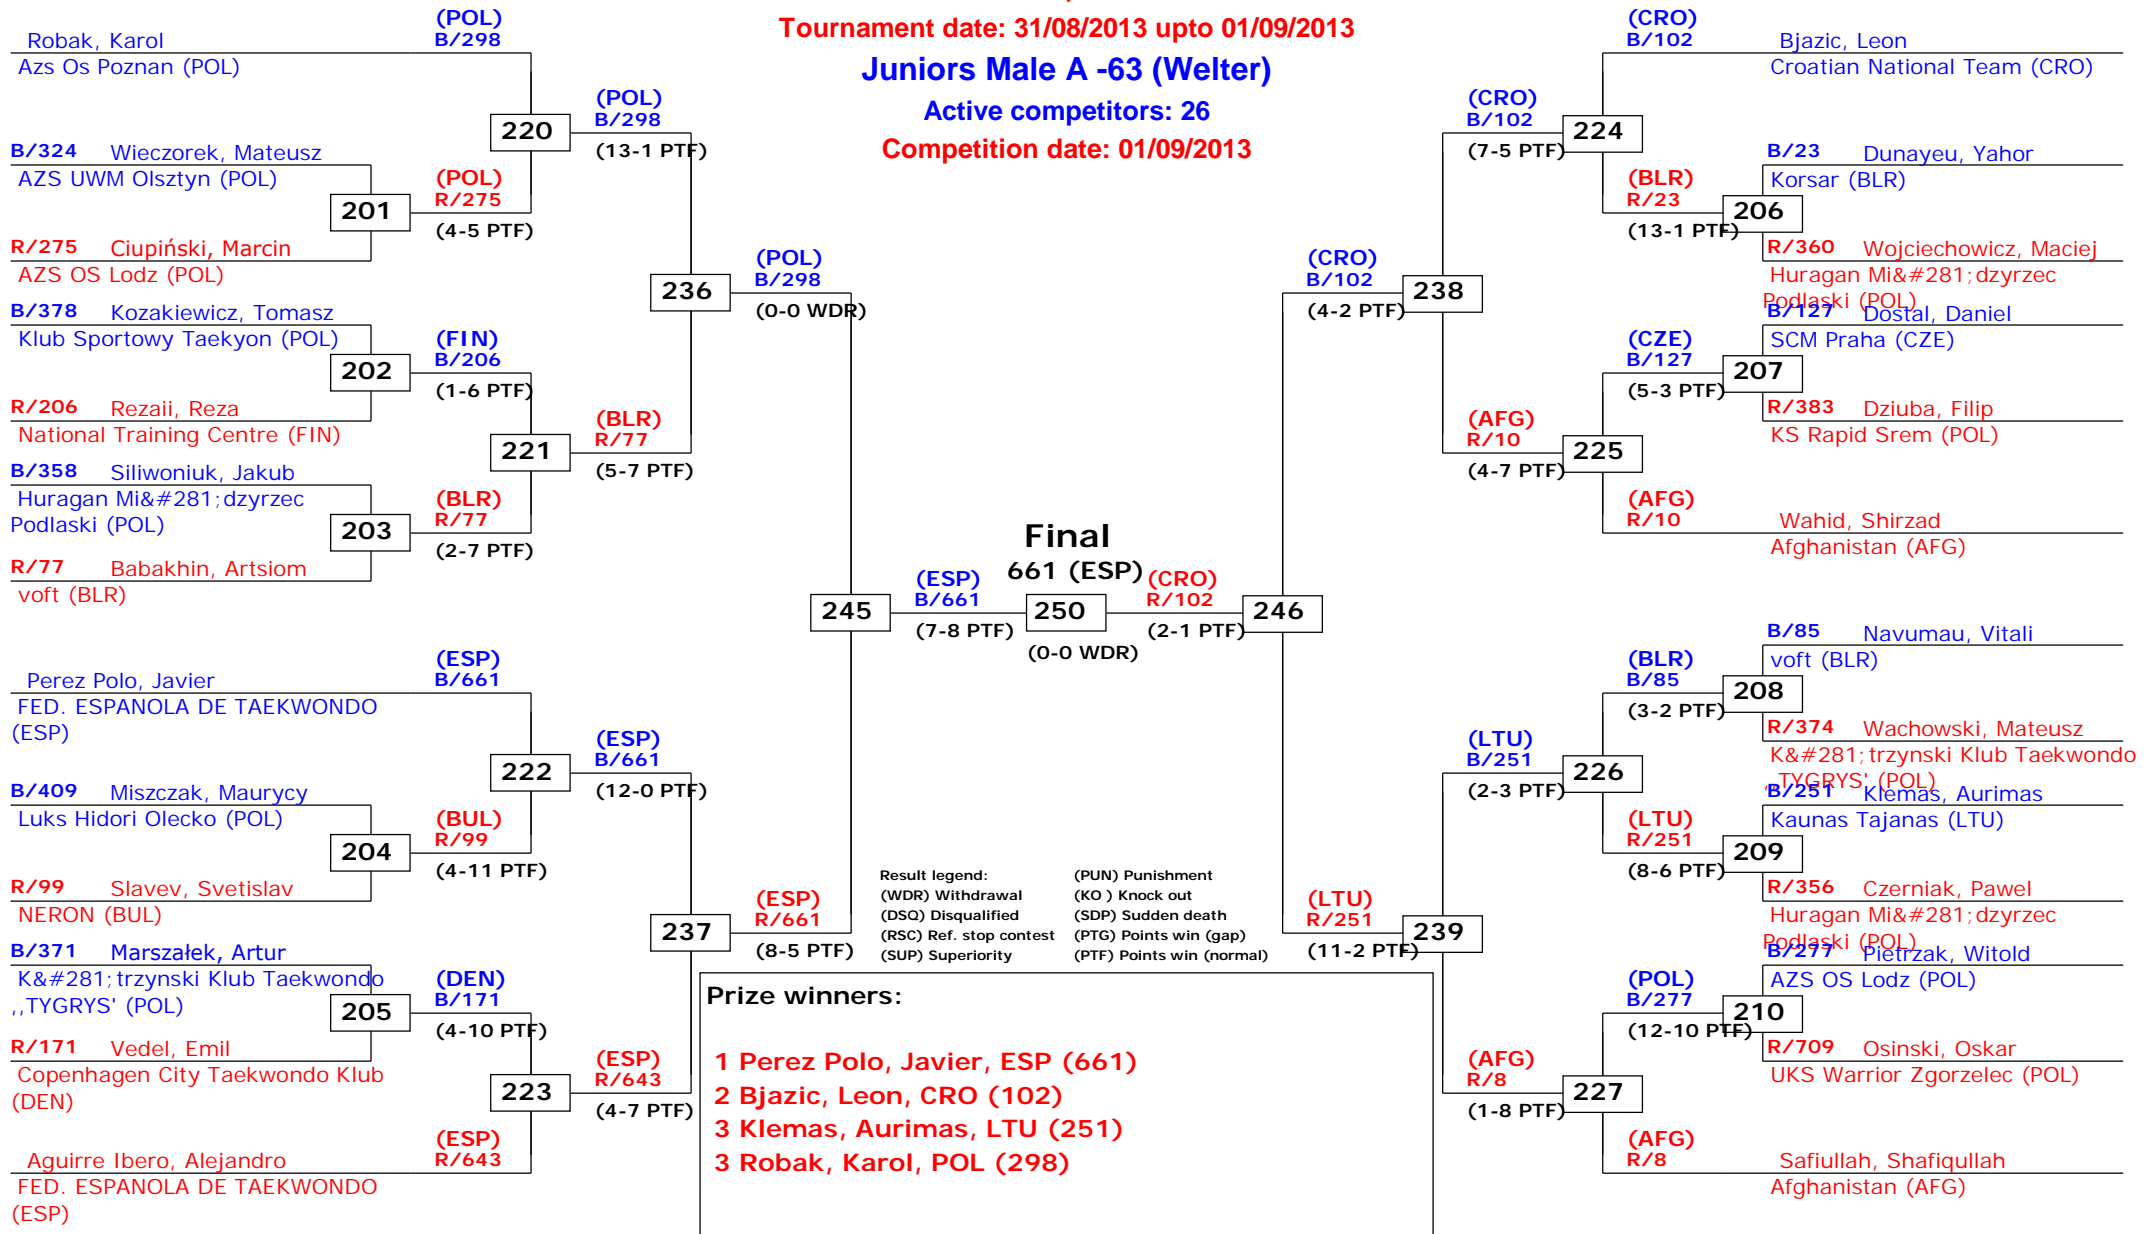 Tournament date: 31/08/2013 upto 01/09/2013
Juniors Male A -63 (Welter)
Active competitors: 26
Competition date: 01/09/2013
Robak, Karol
Azs Os Poznan (POL)
(POL)
B/298
B/324 Wieczorek, Mateusz
AZS UWM Olsztyn (POL)
201
R/275 Ciupiński, Marcin
AZS OS Lodz (POL)
(POL)
R/275
(4-5 PTF)
220
(POL)
B/298
(13-1 PTF)
B/378 Kozakiewicz, Tomasz
Klub Sportowy Taekyon (POL)
202
R/206 Rezaii, Reza
National Training Centre (FIN)
(FIN)
B/206
(1-6 PTF)
B/358 Siliwoniuk, Jakub
Huragan Mi&#281;dzyrzec
Podlaski (POL)
203
R/77 Babakhin, Artsiom
voft (BLR)
(BLR)
R/77
(2-7 PTF)
221
(BLR)
R/77
(5-7 PTF)
236
(POL)
B/298
(0-0 WDR)
Perez Polo, Javier
FED. ESPANOLA DE TAEKWONDO
(ESP)
(ESP)
B/661
B/409 Miszczak, Maurycy
Luks Hidori Olecko (POL)
204
R/99 Slavev, Svetislav
NERON (BUL)
(BUL)
R/99
(4-11 PTF)
222
(ESP)
B/661
(12-0 PTF)
B/371 Marszałek, Artur
K&#281;trzynski Klub Taekwondo
,,TYGRYS' (POL)
205
R/171 Vedel, Emil
Copenhagen City Taekwondo Klub
(DEN)
(DEN)
B/171
(4-10 PTF)
223
Aguirre Ibero, Alejandro
FED. ESPANOLA DE TAEKWONDO
(ESP)
(ESP)
R/643
(ESP)
R/643
(4-7 PTF)
237
(ESP)
R/661
(8-5 PTF)
245
(ESP)
B/661
(7-8 PTF)
Final
661 (ESP)
250
(0-0 WDR)
(CRO)
R/102
(2-1 PTF)
246
(CRO)
B/102
(4-2 PTF)
238
(CRO)
B/102
(7-5 PTF)
224
(CRO)
B/102
Bjazic, Leon
Croatian National Team (CRO)
(BLR)
R/23
(13-1 PTF)
206
B/23 Dunayeu, Yahor
Korsar (BLR)
R/360 Wojciechowicz, Maciej
Huragan Mi&#281;dzyrzec
Podlaski (POL)
(CZE)
B/127
(5-3 PTF)
207
B/127 Dostal, Daniel
SCM Praha (CZE)
R/383 Dziuba, Filip
KS Rapid Srem (POL)
(AFG)
R/10
(4-7 PTF)
225
(AFG)
R/10
Wahid, Shirzad
Afghanistan (AFG)
(LTU)
R/251
(11-2 PTF)
239
(LTU)
B/251
(2-3 PTF)
226
(BLR)
B/85
(3-2 PTF)
208
B/85 Navumau, Vitali
voft (BLR)
R/374 Wachowski, Mateusz
K&#281;trzynski Klub Taekwondo
,,TYGRYS' (POL)
(LTU)
R/251
(8-6 PTF)
209
B/251 Klemas, Aurimas
Kaunas Tajanas (LTU)
R/356 Czerniak, Pawel
Huragan Mi&#281;dzyrzec
Podlaski (POL)
(AFG)
R/8
(1-8 PTF)
227
(POL)
B/277
(12-10 PTF)
210
B/277 Pietrzak, Witold
AZS OS Lodz (POL)
R/709 Osinski, Oskar
UKS Warrior Zgorzelec (POL)
(AFG)
R/8
Safiullah, Shafiqullah
Afghanistan (AFG)
Result legend:
(WDR) Withdrawal
(DSQ) Disqualified
(RSC) Ref. stop contest
(SUP) Superiority
(PUN) Punishment
(KO ) Knock out
(SDP) Sudden death
(PTG) Points win (gap)
(PTF) Points win (normal)
Prize winners:
1 Perez Polo, Javier, ESP (661)
2 Bjazic, Leon, CRO (102)
3 Klemas, Aurimas, LTU (251)
3 Robak, Karol, POL (298)